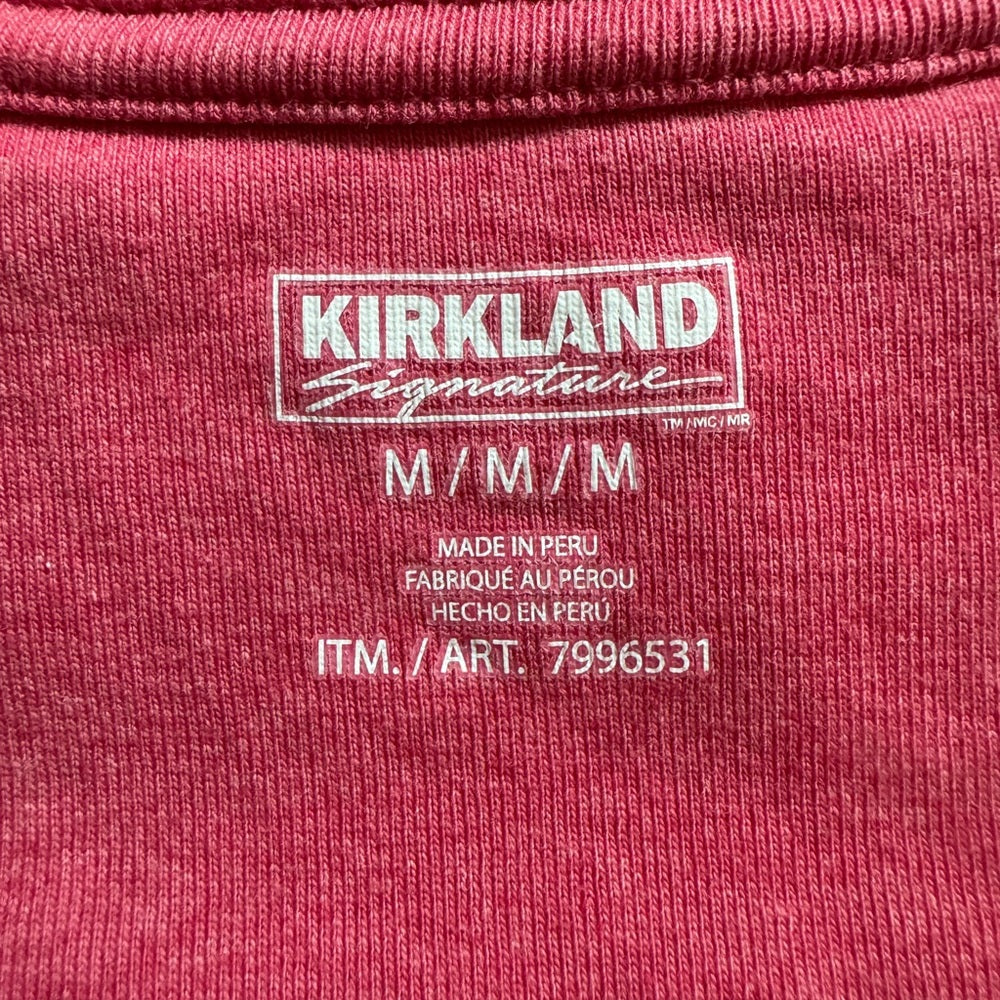 KIRKLAND
Signature
TM/MC/MR
M / M / M
MADE IN PERU
FABRIQUÉ AU PÉROU
HECHO EN PERÚ
ITM. / ART. 7996531